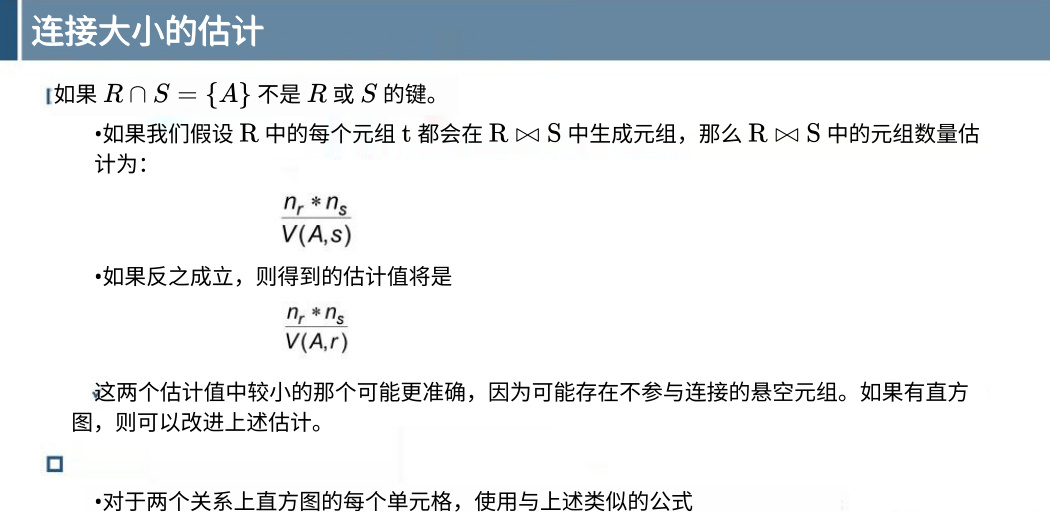 连接大小的估计
如果 R ∩ S = {A} 不是 R 或 S 的键。
•如果我们假设 R 中的每个元组 t 都会在 R ⋈ S 中生成元组，那么 R ⋈ S 中的元组数量估
计为：
n_r * n_s
V(A,s)
•如果反之成立，则得到的估计值将是
n_r * n_s
V(A,r)
这两个估计值中较小的那个可能更准确，因为可能存在不参与连接的悬空元组。如果有直方
图，则可以改进上述估计。
•对于两个关系上直方图的每个单元格，使用与上述类似的公式